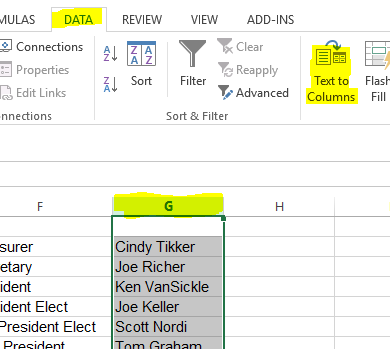 MULAS DATA REVIEW VIEW ADD-INS
Connections
Properties
Edit Links
nnections
A Z
Z A
Z A A Z
Sort
Filter
Clear
Reapply
Advanced
Sort & Filter
Text to
Columns
Flash
Fill
F G H
surer Cindy Tikker
etary Joe Richer
ident Ken VanSickle
ident Elect Joe Keller
President Elect Scott Nordi
President Tom Graham